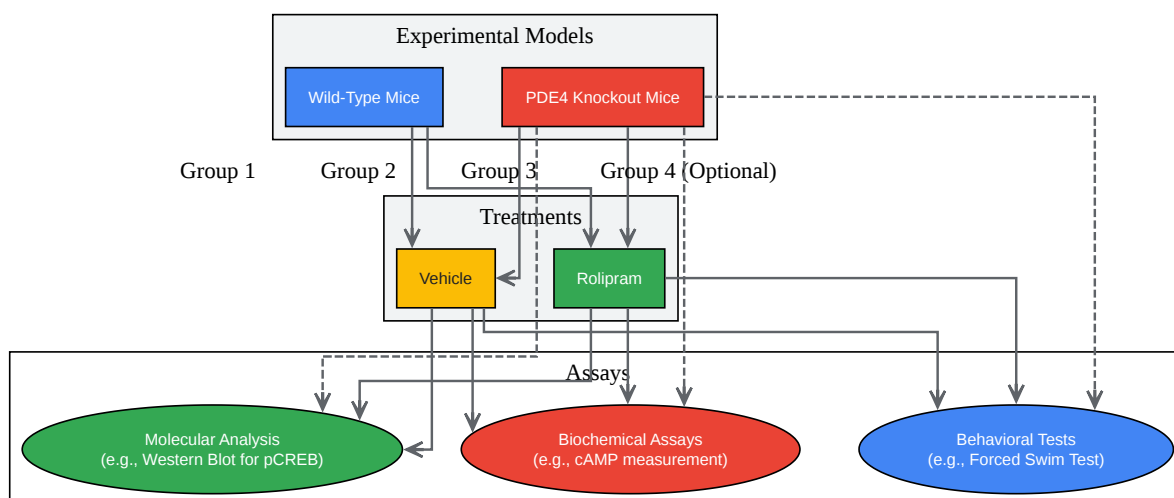 Experimental Models
Wild-Type Mice
PDE4 Knockout Mice
Group 1
Group 2
Group 3
Group 4 (Optional)
Treatments
Vehicle
Rolipram
Assays
Molecular Analysis
(e.g., Western Blot for pCREB)
Biochemical Assays
(e.g., cAMP measurement)
Behavioral Tests
(e.g., Forced Swim Test)